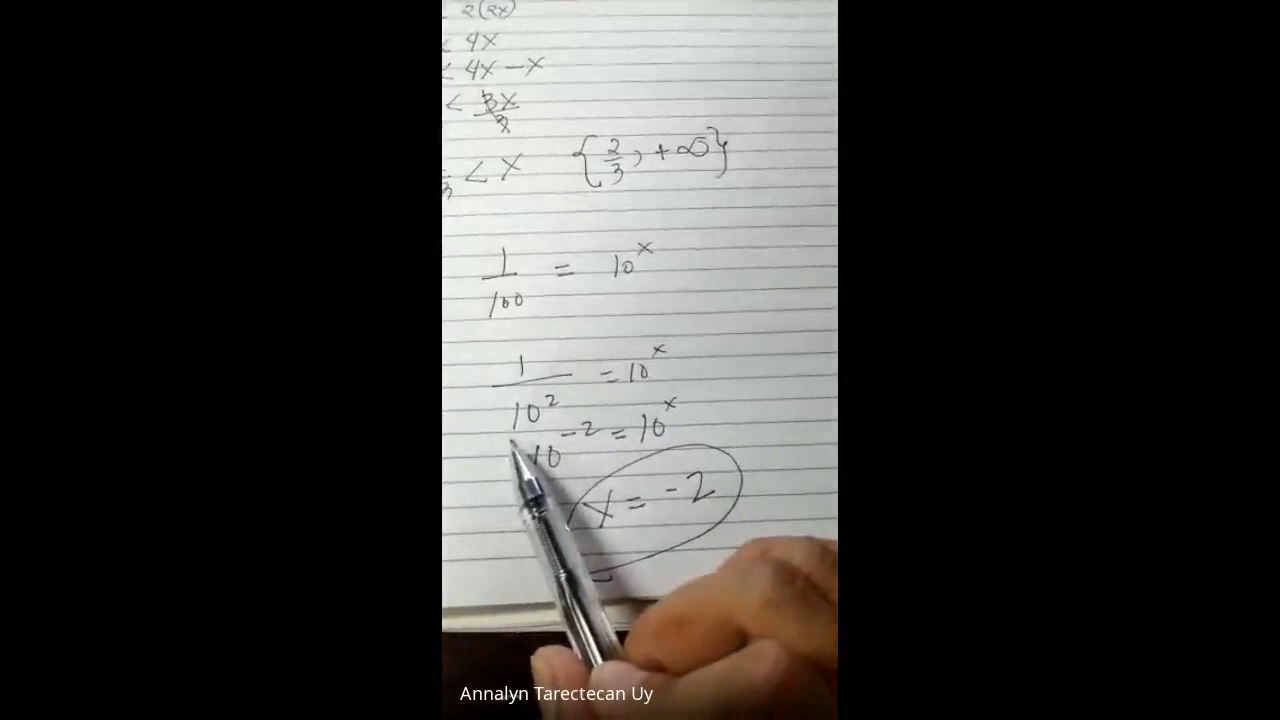 2(2x)
< 4x
< 4x - x
< 3x/3
3 < x {2/3, +∞}
1/100 = 10^x
1/10^2 = 10^x
10^-2 = 10^x
x = -2
Annalyn Tarectecan Uy